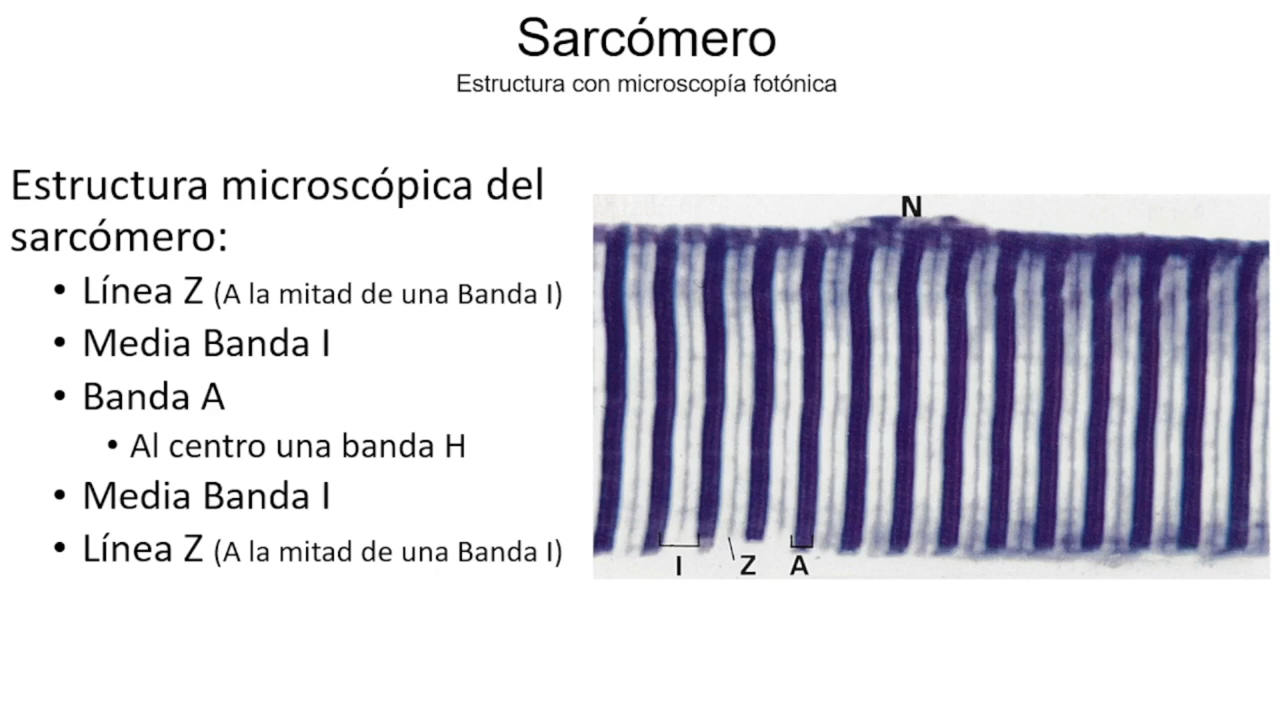 Sarcómero
Estructura con microscopía fotónica
Estructura microscópica del
sarcómero:
• Línea Z (A la mitad de una Banda I)
• Media Banda I
• Banda A
• Al centro una banda H
• Media Banda I
• Línea Z (A la mitad de una Banda I)
N
I Z A